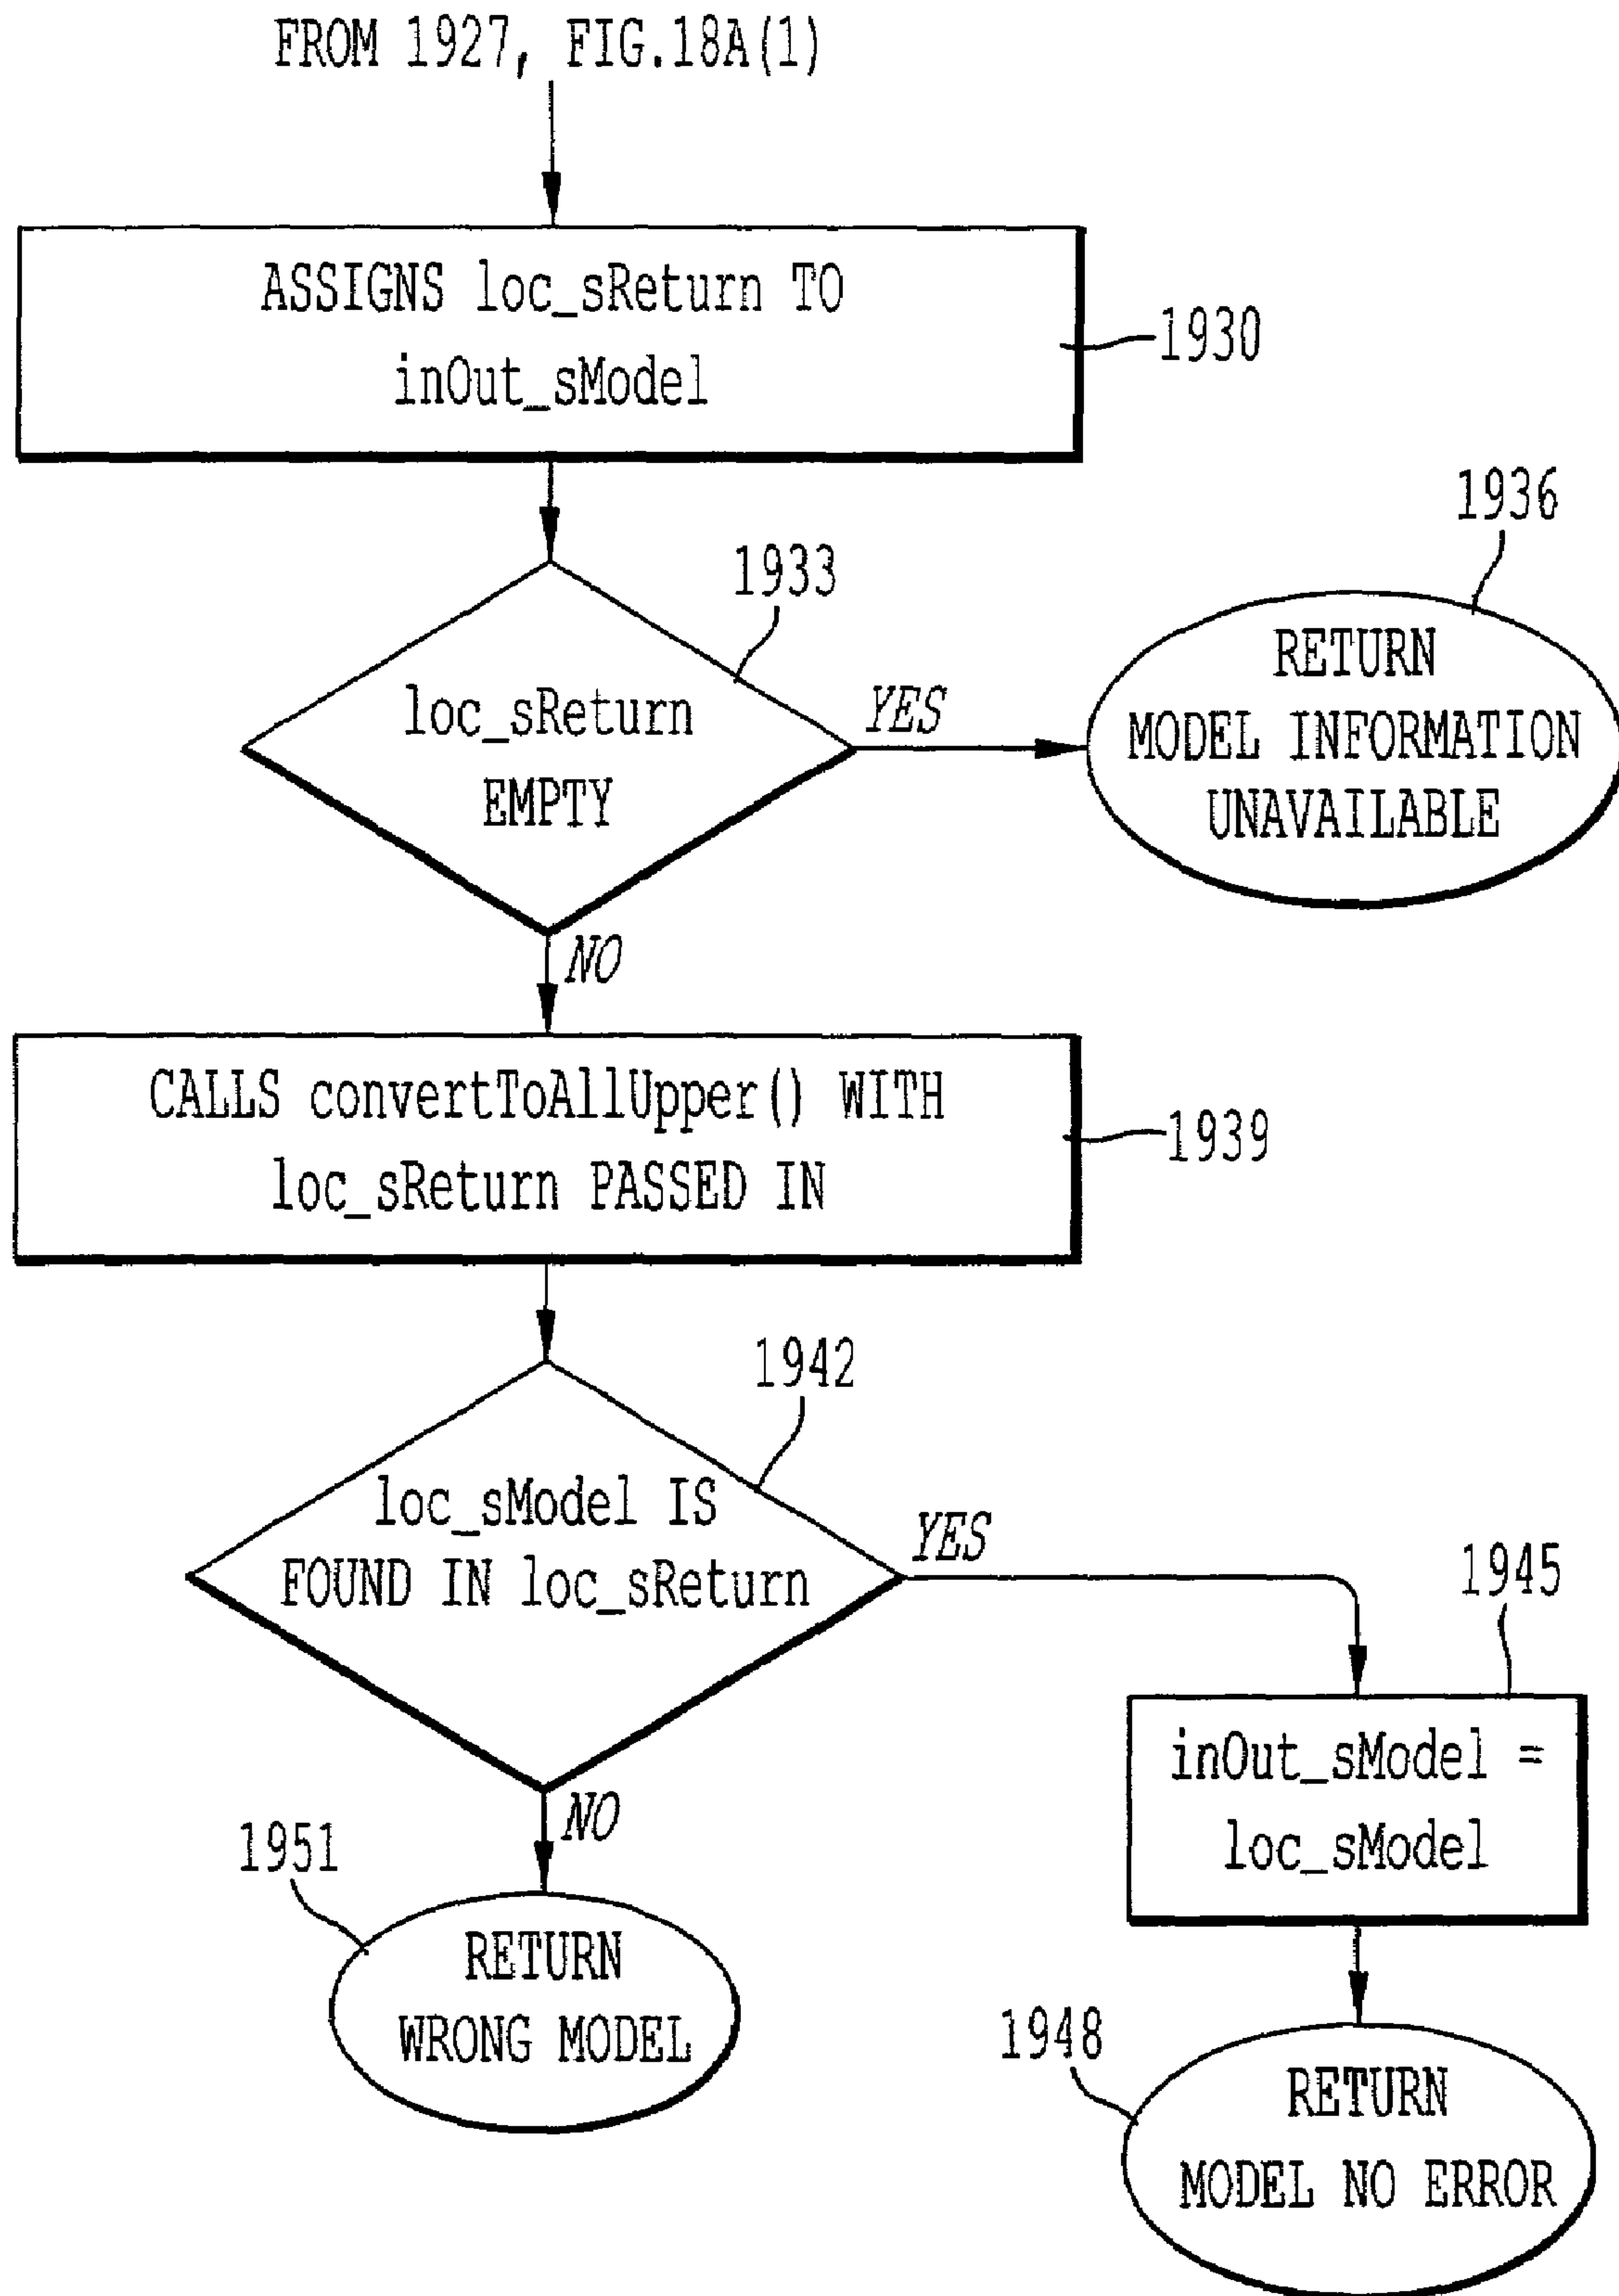 FROM 1927, FIG.18A(1)
ASSIGNS loc_sReturn TO
inOut_sModel
1930
1933
1936
loc_sReturn
EMPTY
YES
RETURN
MODEL INFORMATION
UNAVAILABLE
NO
CALLS convertToAllUpper() WITH
loc_sReturn PASSED IN
1939
1942
loc_sModel IS
FOUND IN loc_sReturn
YES
1945
inOut_sModel =
loc_sModel
NO
1951
RETURN
WRONG MODEL
1948
RETURN
MODEL NO ERROR